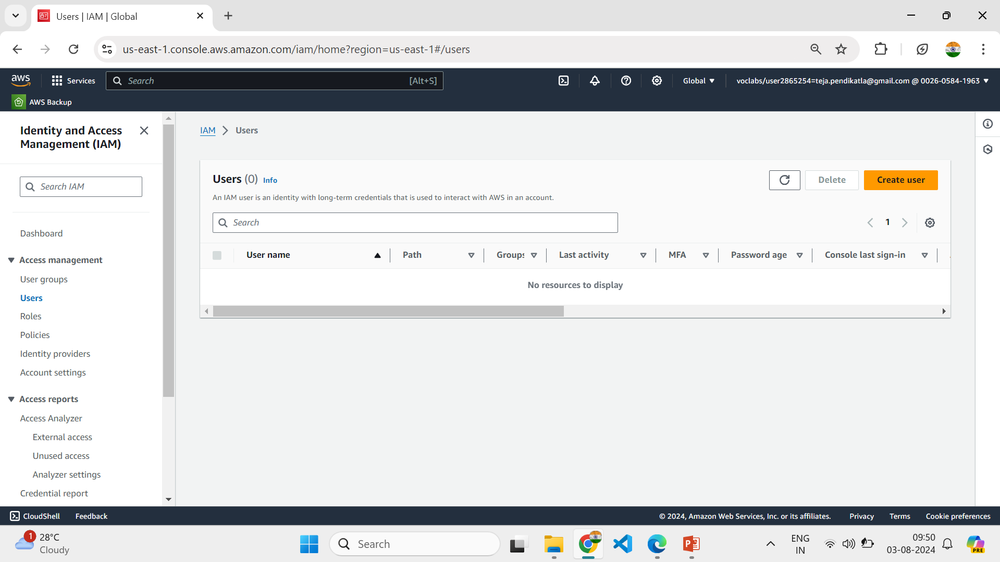 Users | IAM | Global
us-east-1.console.aws.amazon.com/iam/home?region=us-east-1#/users
aws
Services
Search
[Alt+S]
Global
voclabs/user2865254=teja.pendikatla@gmail.com @ 0026-0584-1963
AWS Backup
Identity and Access
Management (IAM)
Search IAM
Dashboard
Access management
User groups
Users
Roles
Policies
Identity providers
Account settings
Access reports
Access Analyzer
External access
Unused access
Analyzer settings
Credential report
IAM
Users
Users (0) Info
An IAM user is an identity with long-term credentials that is used to interact with AWS in an account.
Delete
Create user
Search
1
User name
Path
Groups
Last activity
MFA
Password age
Console last sign-in
No resources to display
CloudShell
Feedback
© 2024, Amazon Web Services, Inc. or its affiliates.
Privacy
Terms
Cookie preferences
1
28°C
Cloudy
Search
ENG
IN
09:50
03-08-2024
PRE